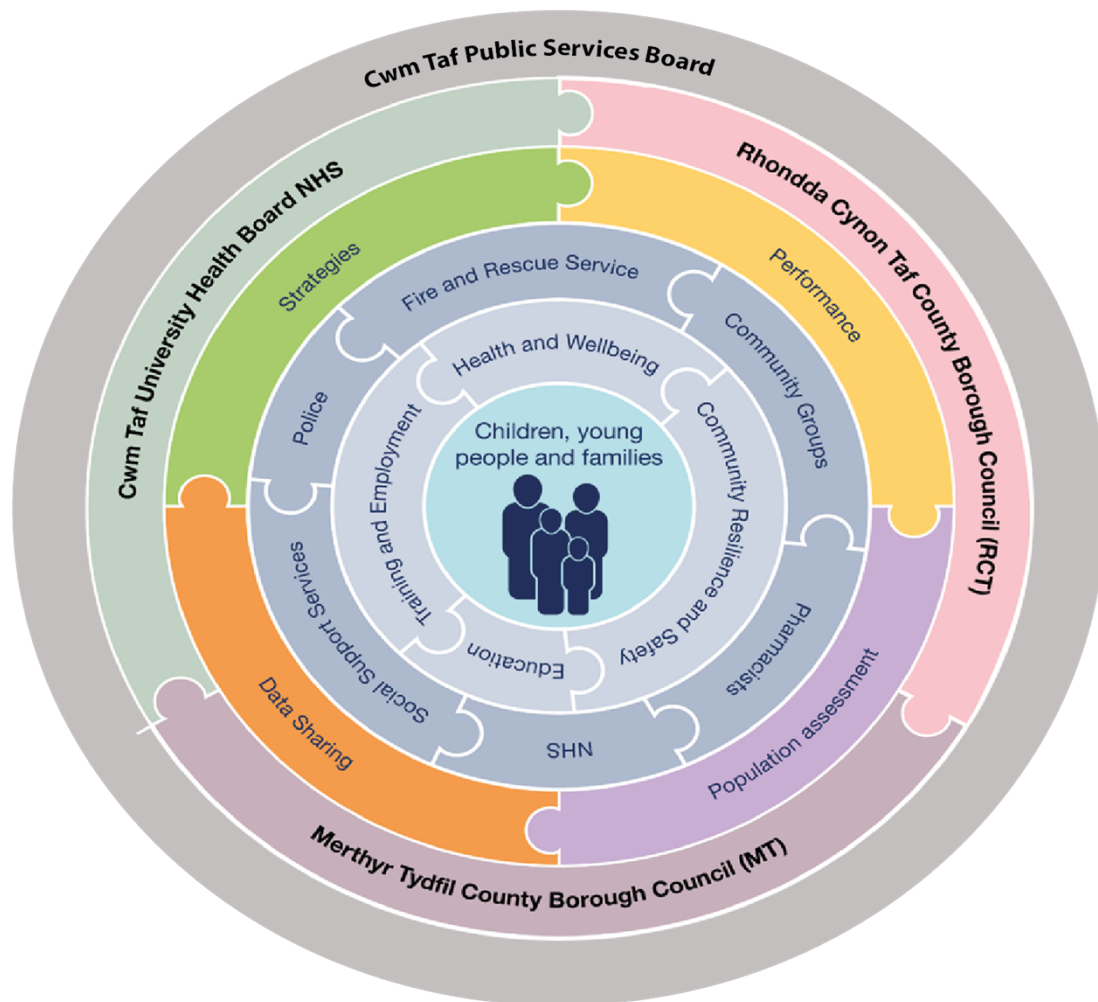 Cwm Taf Public Services Board
Cwm Taf University Health Board NHS
Rhondda Cynon Taf County Borough Council (RCT)
Merthyr Tydfil County Borough Council (MT)
Strategies
Performance
Population assessment
Data Sharing
Fire and Rescue Service
Community Groups
Pharmacists
NHS
Social Support Services
Police
Health and Wellbeing
Community Resilience and Safety
Education
Training and Employment
Children, young
people and families